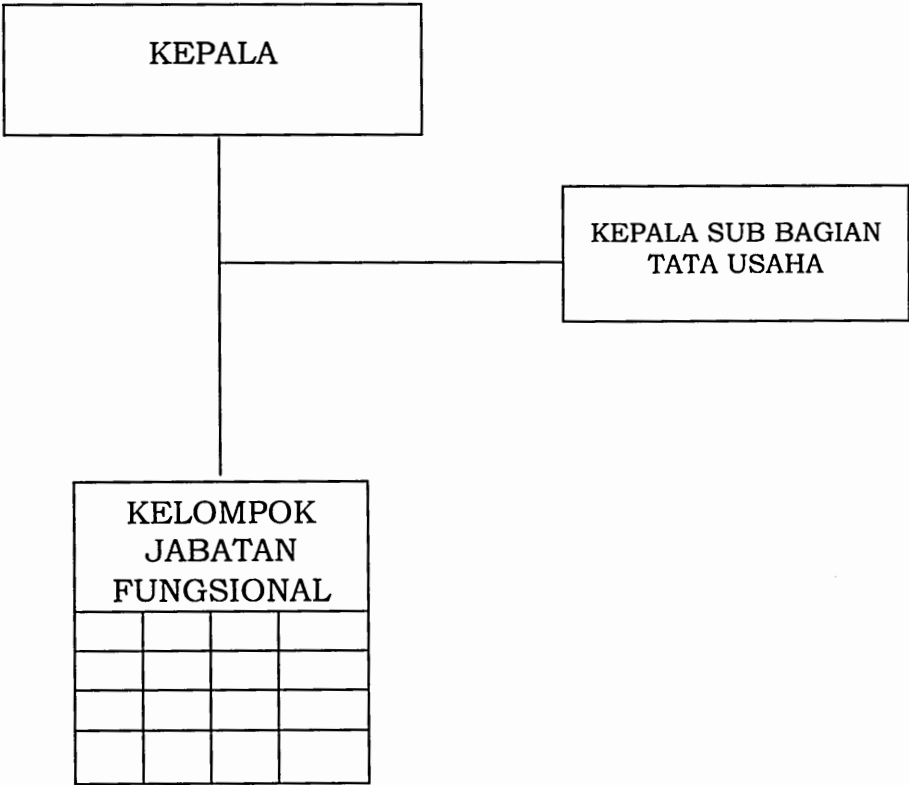 KEPALA
KEPALA SUB BAGIAN
TATA USAHA
KELOMPOK
JABATAN
FUNGSIONAL